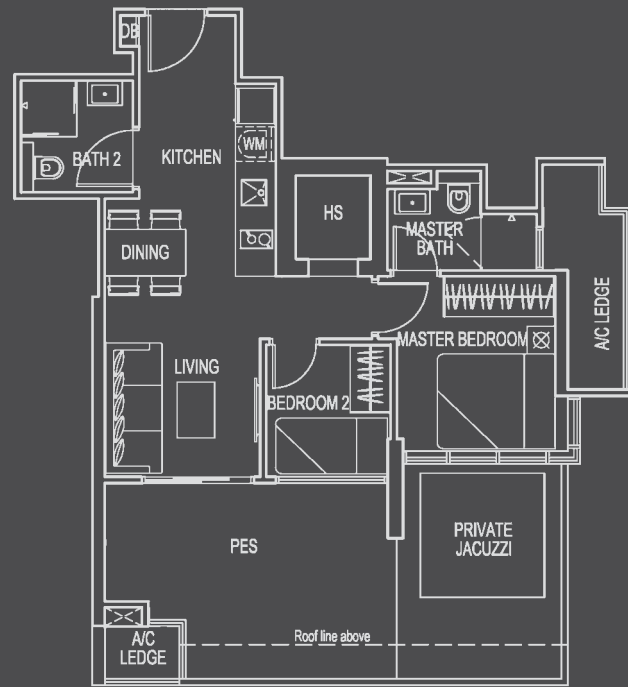 DB
BATH 2
KITCHEN
WM
HS
MASTER
BATH
DINING
A/C LEDGE
MASTER BEDROOM
LIVING
BEDROOM 2
PES
PRIVATE
JACUZZI
A/C
LEDGE
Roof line above